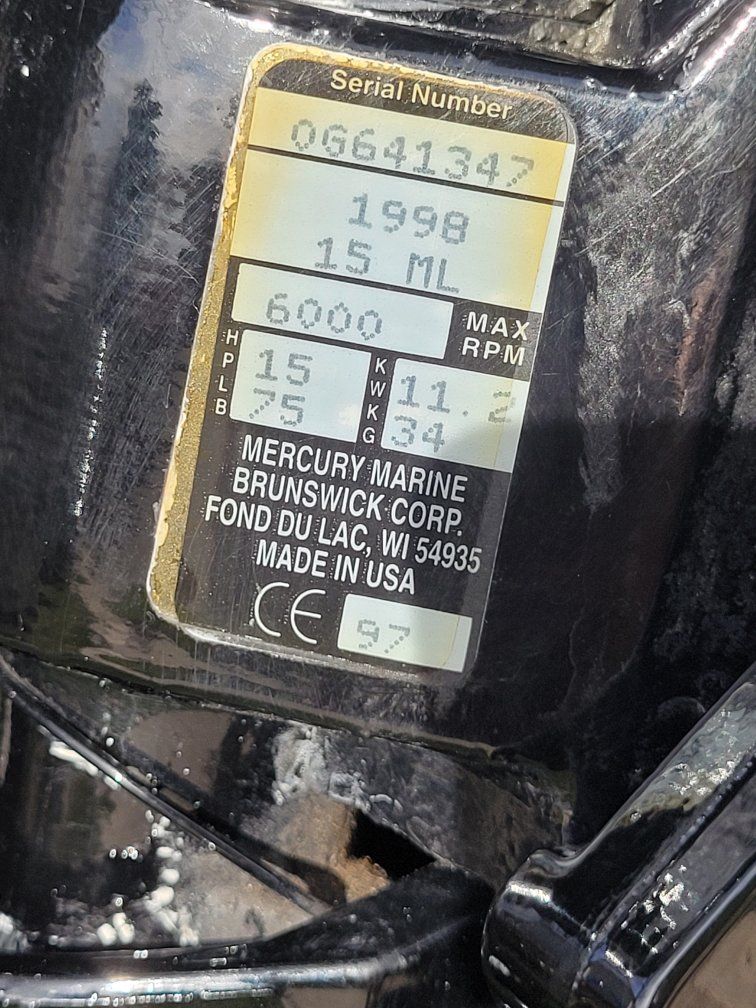 Serial Number
0G641347
1998
15 ML
6000 MAX RPM
HP 15 KW 11.2
LB 75 KG 34
MERCURY MARINE
BRUNSWICK CORP.
FOND DU LAC, WI 54935
MADE IN USA
CE 97